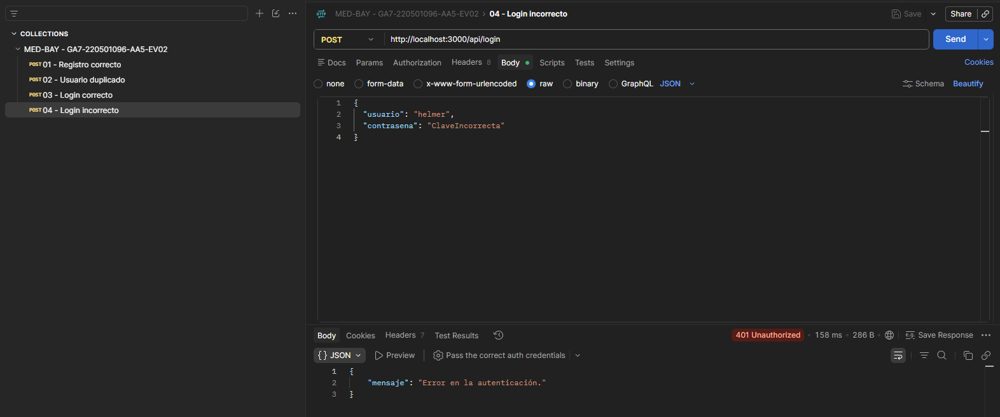 COLLECTIONS
MED-BAY - GA7-220501096-AA5-EV02
POST 01 - Registro correcto
POST 02 - Usuario duplicado
POST 03 - Login correcto
POST 04 - Login incorrecto
HTTP MED-BAY - GA7-220501096-AA5-EV02 > 04 - Login incorrecto
Save Share
POST http://localhost:3000/api/login Send
Docs Params Authorization Headers 8 Body Scripts Tests Settings Cookies
none form-data x-www-form-urlencoded raw binary GraphQL JSON Schema Beautify
1 {
2 "usuario": "helmer",
3 "contrasena": "ClaveIncorrecta"
4 }
Body Cookies Headers 7 Test Results 401 Unauthorized 158 ms 286 B e.g. Save Response
{} JSON Preview Pass the correct auth credentials
1 {
2 "mensaje": "Error en la autenticación."
3 }